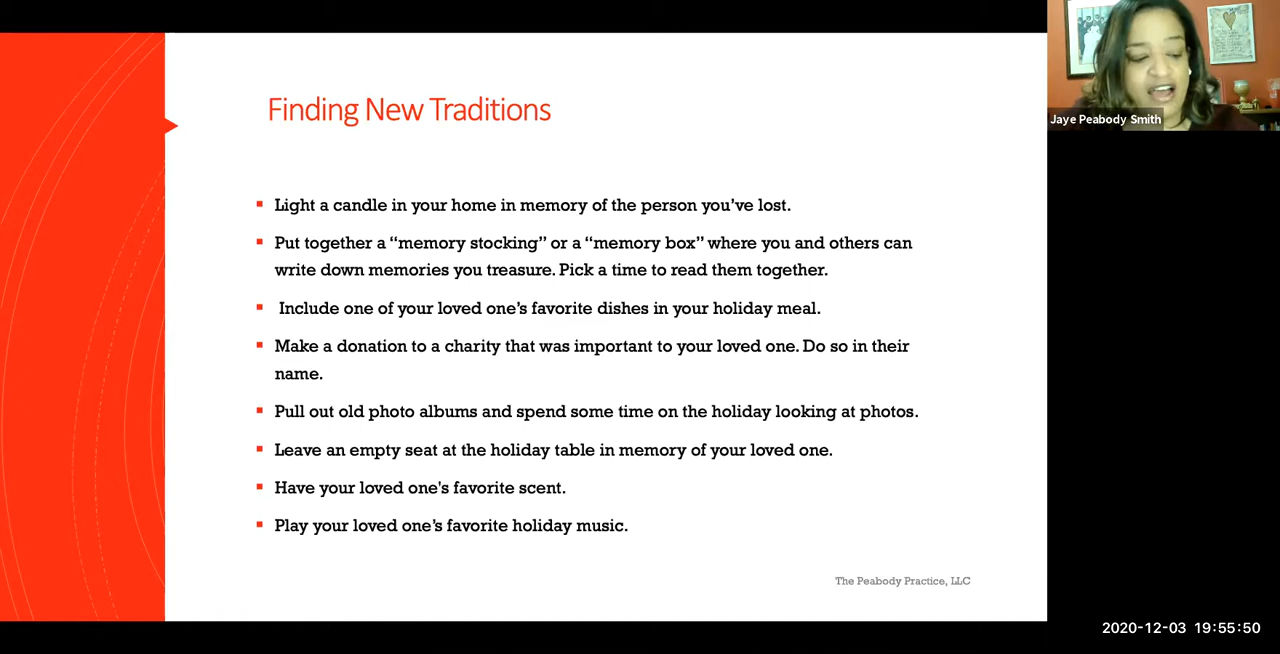 Finding New Traditions
Light a candle in your home in memory of the person you’ve lost.
Put together a “memory stocking” or a “memory box” where you and others can
write down memories you treasure. Pick a time to read them together.
Include one of your loved one’s favorite dishes in your holiday meal.
Make a donation to a charity that was important to your loved one. Do so in their
name.
Pull out old photo albums and spend some time on the holiday looking at photos.
Leave an empty seat at the holiday table in memory of your loved one.
Have your loved one's favorite scent.
Play your loved one’s favorite holiday music.
The Peabody Practice, LLC
Jaye Peabody Smith
2020-12-03 19:55:50